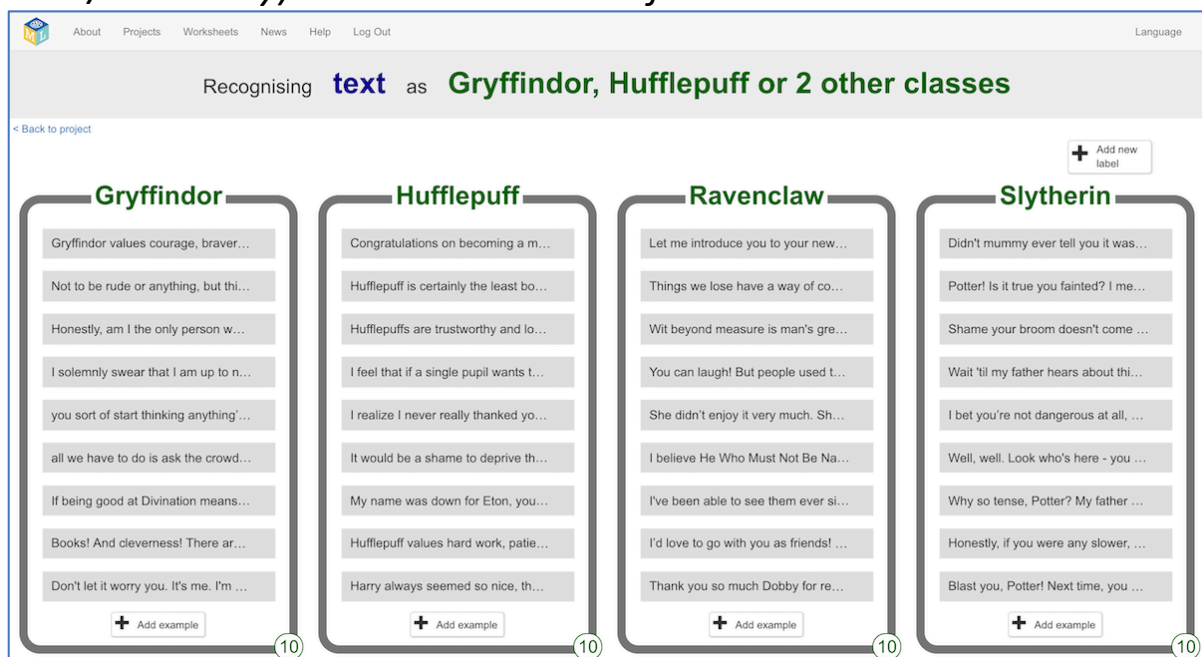 About Projects Worksheets News Help Log Out Language
Recognising text as Gryffindor, Hufflepuff or 2 other classes
< Back to project
Add new
label
Gryffindor
Gryffindor values courage, braver...
Not to be rude or anything, but thi...
Honestly, am I the only person w...
I solemnly swear that I am up to n...
you sort of start thinking anything'...
all we have to do is ask the crowd...
If being good at Divination means...
Books! And cleverness! There ar...
Don't let it worry you. It's me. I'm ...
Add example
10
Hufflepuff
Congratulations on becoming a m...
Hufflepuff is certainly the least bo...
Hufflepuffs are trustworthy and lo...
I feel that if a single pupil wants t...
I realize I never really thanked yo...
It would be a shame to deprive th...
My name was down for Eton, you...
Hufflepuff values hard work, patie...
Harry always seemed so nice, th...
Add example
10
Ravenclaw
Let me introduce you to your new...
Things we lose have a way of co...
Wit beyond measure is man's gre...
You can laugh! But people used t...
She didn't enjoy it very much. Sh...
I believe He Who Must Not Be Na...
I've been able to see them ever si...
I'd love to go with you as friends! ...
Thank you so much Dobby for re...
Add example
10
Slytherin
Didn't mummy ever tell you it was...
Potter! Is it true you fainted? I me...
Shame your broom doesn't come ...
Wait 'til my father hears about thi...
I bet you're not dangerous at all, ...
Well, well. Look who's here - you ...
Why so tense, Potter? My father ...
Honestly, if you were any slower, ...
Blast you, Potter! Next time, you ...
Add example
10